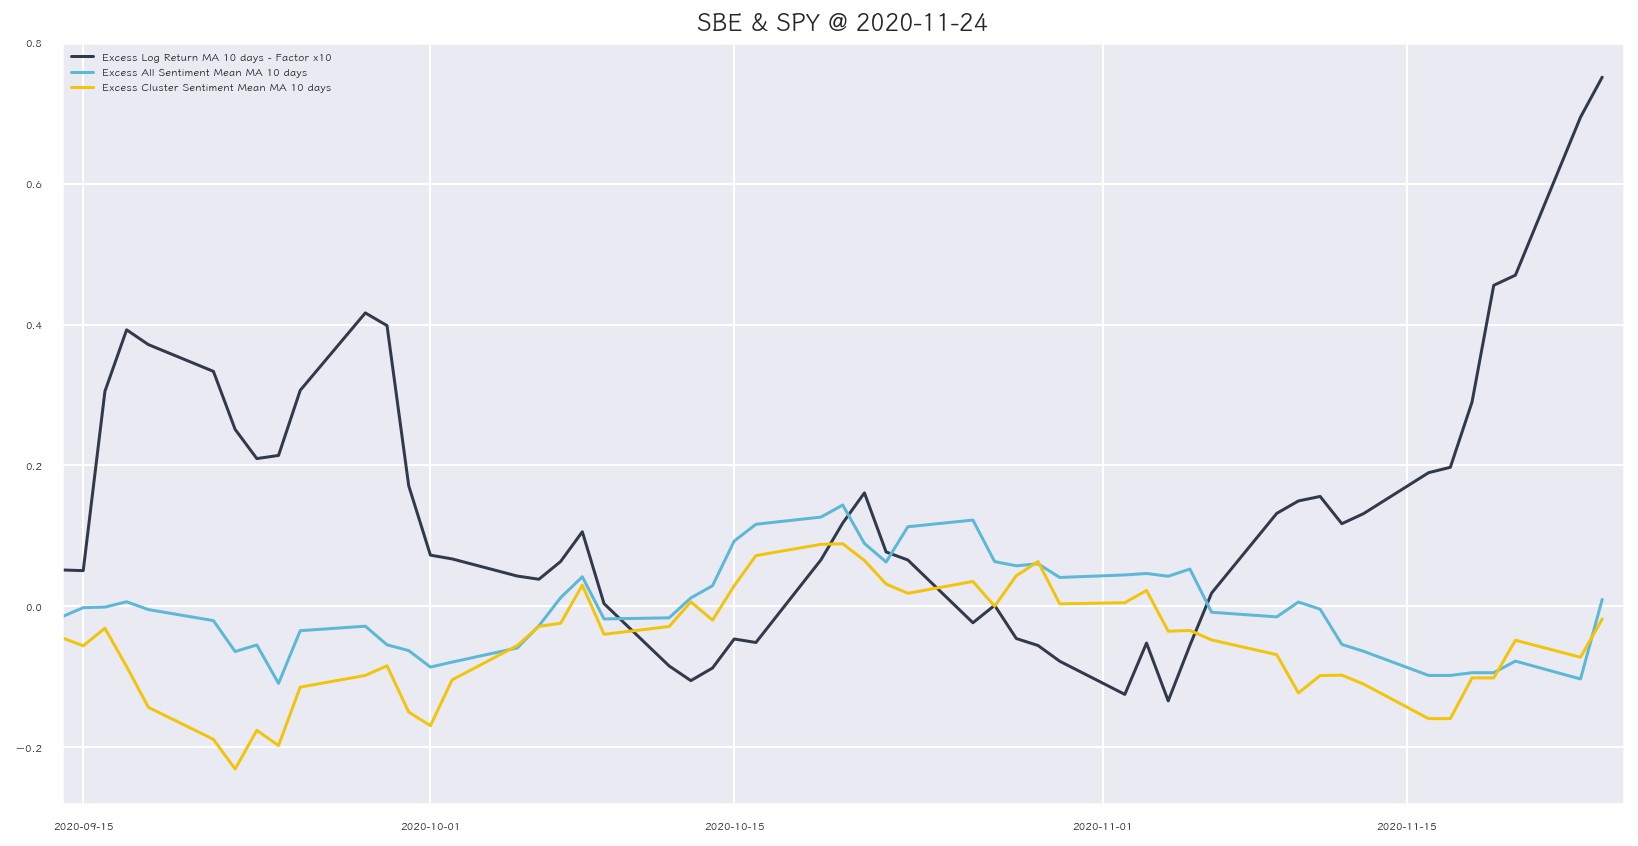 SBE & SPY @ 2020-11-24
Excess Log Return MA 10 days - Factor x10
Excess All Sentiment Mean MA 10 days
Excess Cluster Sentiment Mean MA 10 days
0.8
0.6
0.4
0.2
0.0
−0.2
2020-09-15 2020-10-01 2020-10-15 2020-11-01 2020-11-15